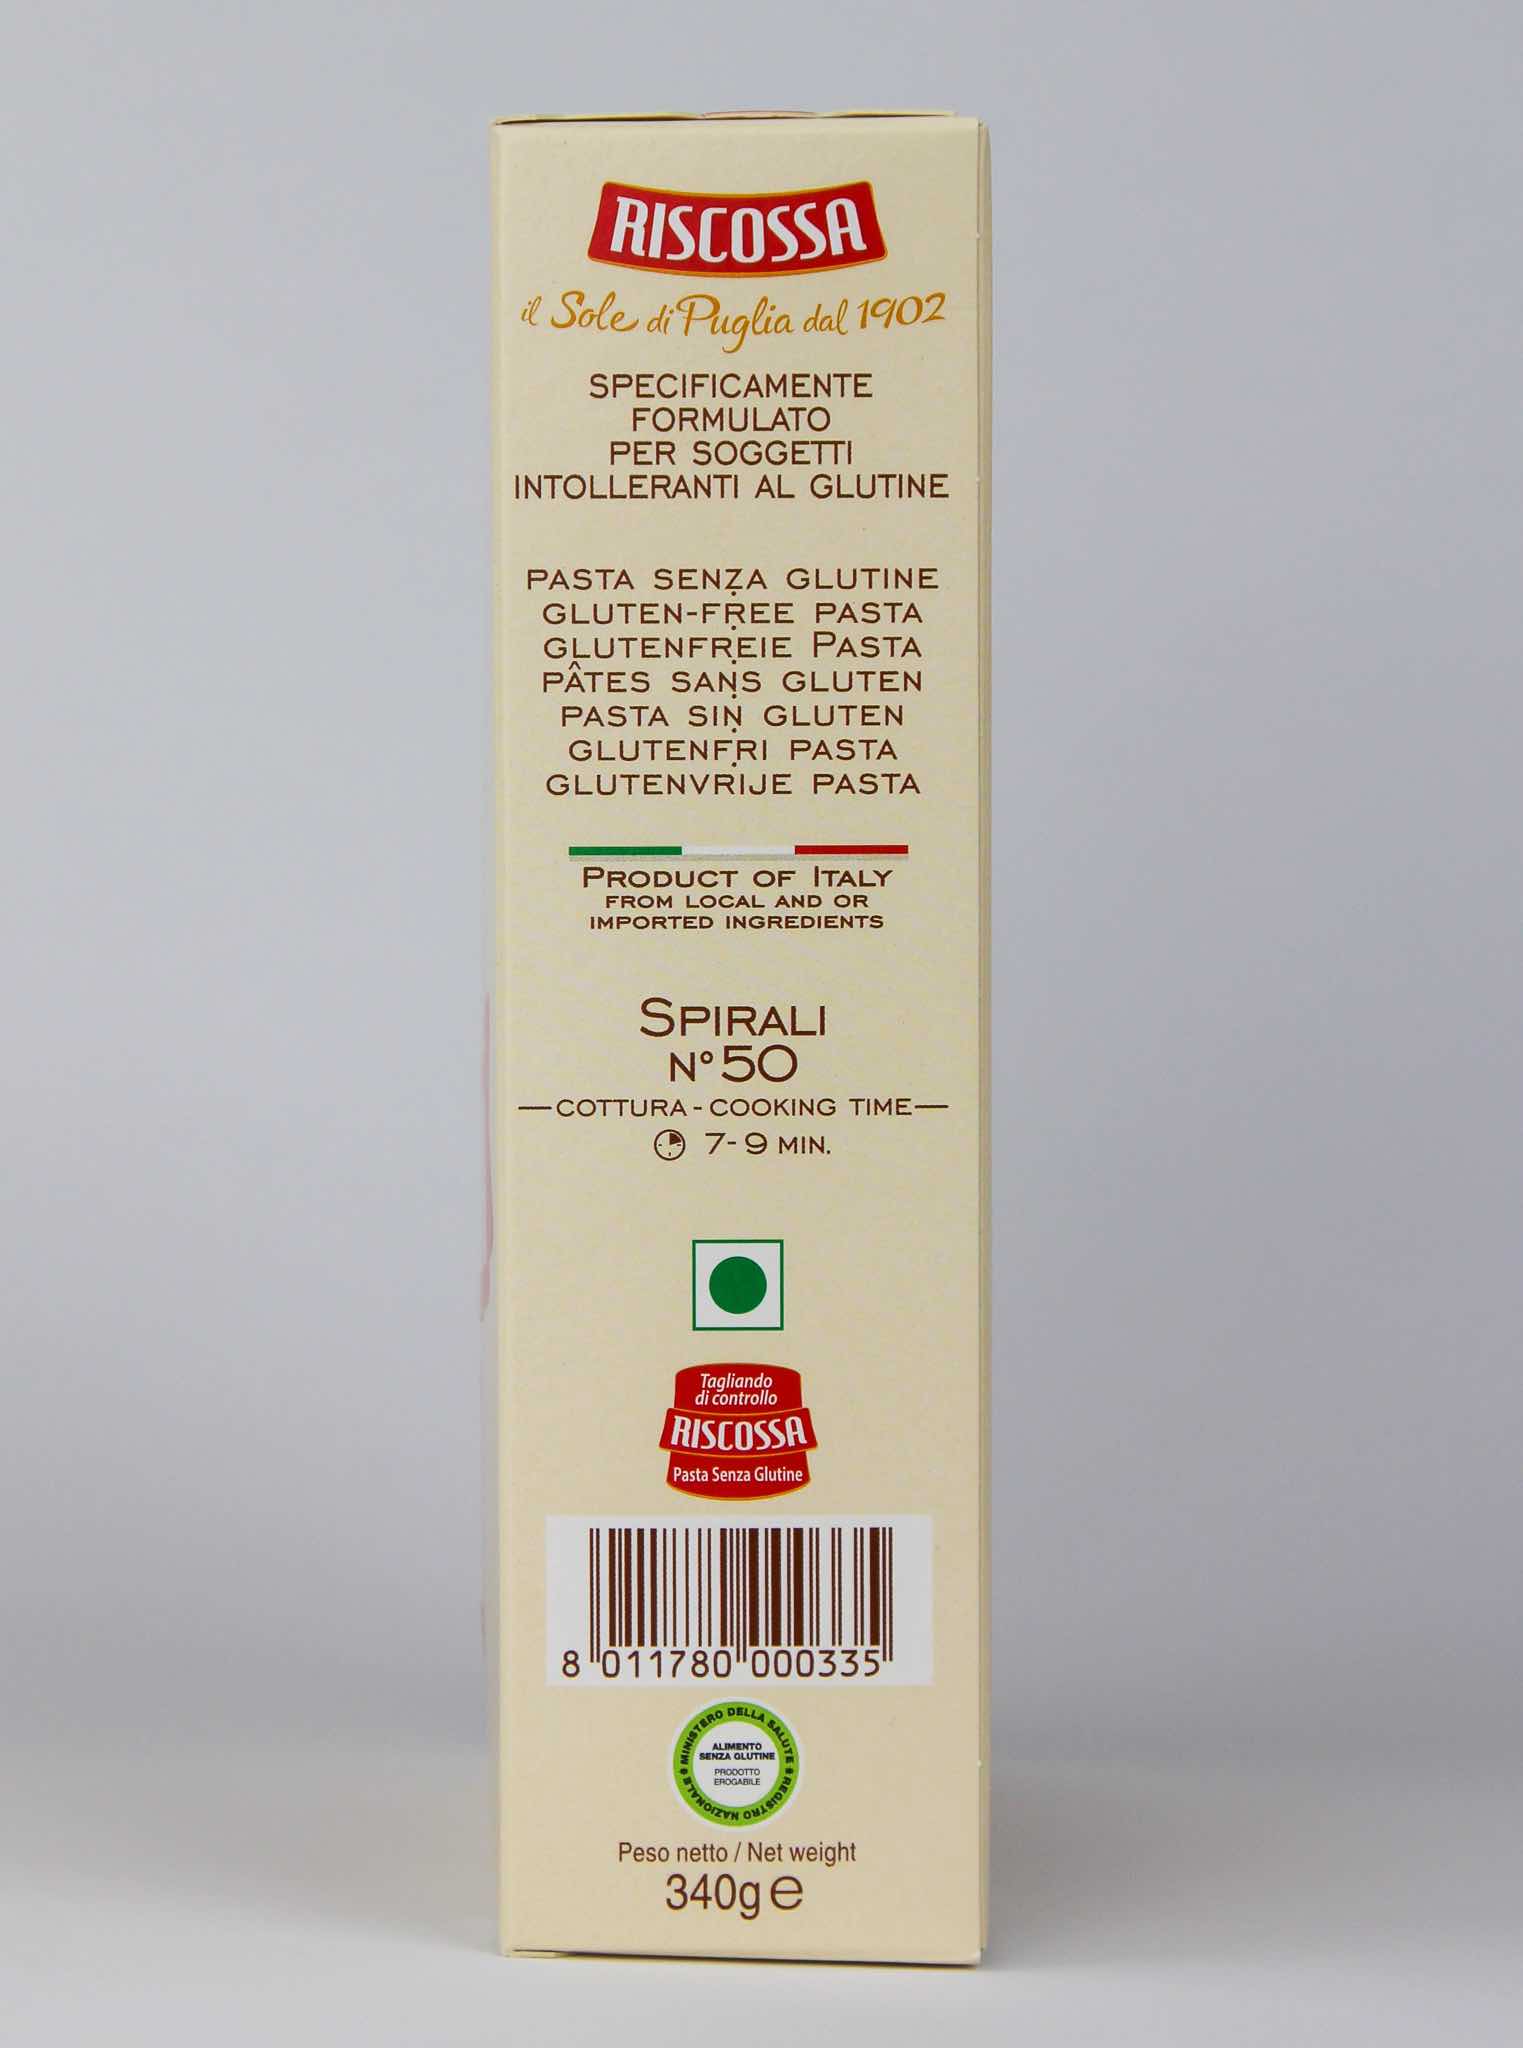 RISCOSSA
il Sole di Puglia dal 1902
SPECIFICAMENTE
FORMULATO
PER SOGGETTI
INTOLLERANTI AL GLUTINE
PASTA SENZA GLUTINE
GLUTEN-FREE PASTA
GLUTENFREIE PASTA
PÂTES SANS GLUTEN
PASTA SIN GLUTEN
GLUTENFRI PASTA
GLUTENVRIJE PASTA
PRODUCT OF ITALY
FROM LOCAL AND OR
IMPORTED INGREDIENTS
SPIRALI
N° 50
COTTURA - COOKING TIME
7-9 MIN.
Tagliando
di controllo
RISCOSSA
Pasta Senza Glutine
8 011780 000335
MINISTERO DELLA SALUTE * REGISTRO NAZIONALE *
ALIMENTO
SENZA GLUTINE
PRODOTTO
EROGABILE
Peso netto / Net weight
340g ℮